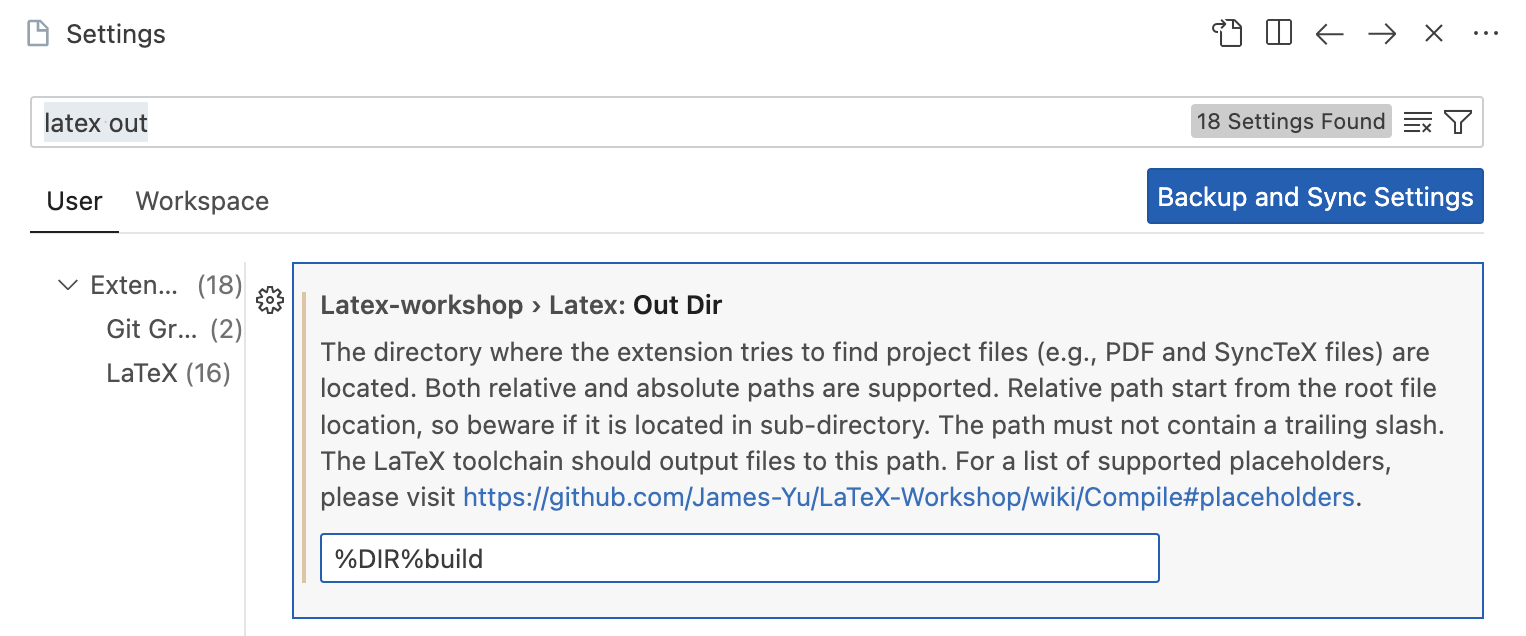 Settings
latex out
18 Settings Found
User
Workspace
Backup and Sync Settings
Exten... (18)
Git Gr... (2)
LaTeX (16)
Latex-workshop › Latex: Out Dir
The directory where the extension tries to find project files (e.g., PDF and SyncTeX files) are
located. Both relative and absolute paths are supported. Relative path start from the root file
location, so beware if it is located in sub-directory. The path must not contain a trailing slash.
The LaTeX toolchain should output files to this path. For a list of supported placeholders,
please visit https://github.com/James-Yu/LaTeX-Workshop/wiki/Compile#placeholders.
%DIR%build